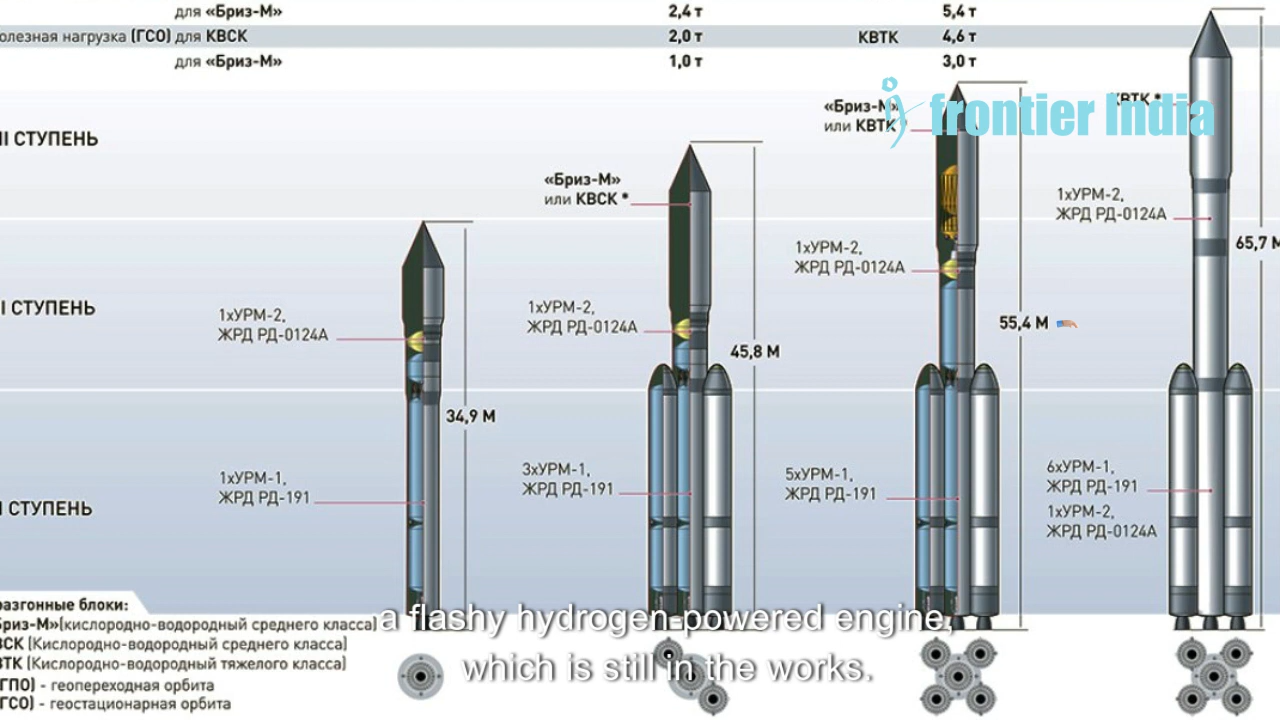 для «Бриз-М» 2,4 т 5,4 т
олезная нагрузка (ГСО) для КВСК 2,0 т КВТК 4,6 т
для «Бриз-М» 1,0 т 3,0 т
frontier India
«Бриз-М»
или КВТК *
КВТК *
II СТУПЕНЬ
«Бриз-М»
или КВСК *
1хУРМ-2,
ЖРД РД-0124А
65,7 М
1хУРМ-2,
ЖРД РД-0124А
I СТУПЕНЬ
1хУРМ-2,
ЖРД РД-0124А
1хУРМ-2,
ЖРД РД-0124А
55,4 М
45,8 М
34,9 М
1хУРМ-1,
ЖРД РД-191
3хУРМ-1,
ЖРД РД-191
5хУРМ-1,
ЖРД РД-191
6хУРМ-1,
ЖРД РД-191
1хУРМ-2,
ЖРД РД-0124А
I СТУПЕНЬ
разгонные блоки:
Бриз-М»(кислородно-водородный среднего класса)
ВСК (Кислородно-водородный среднего класса)
ВТК (Кислородно-водородный тяжелого класса)
ГПО) - геопереходная орбита
ГСО) - геостационарная орбита
a flashy hydrogen-powered engine,
which is still in the works.